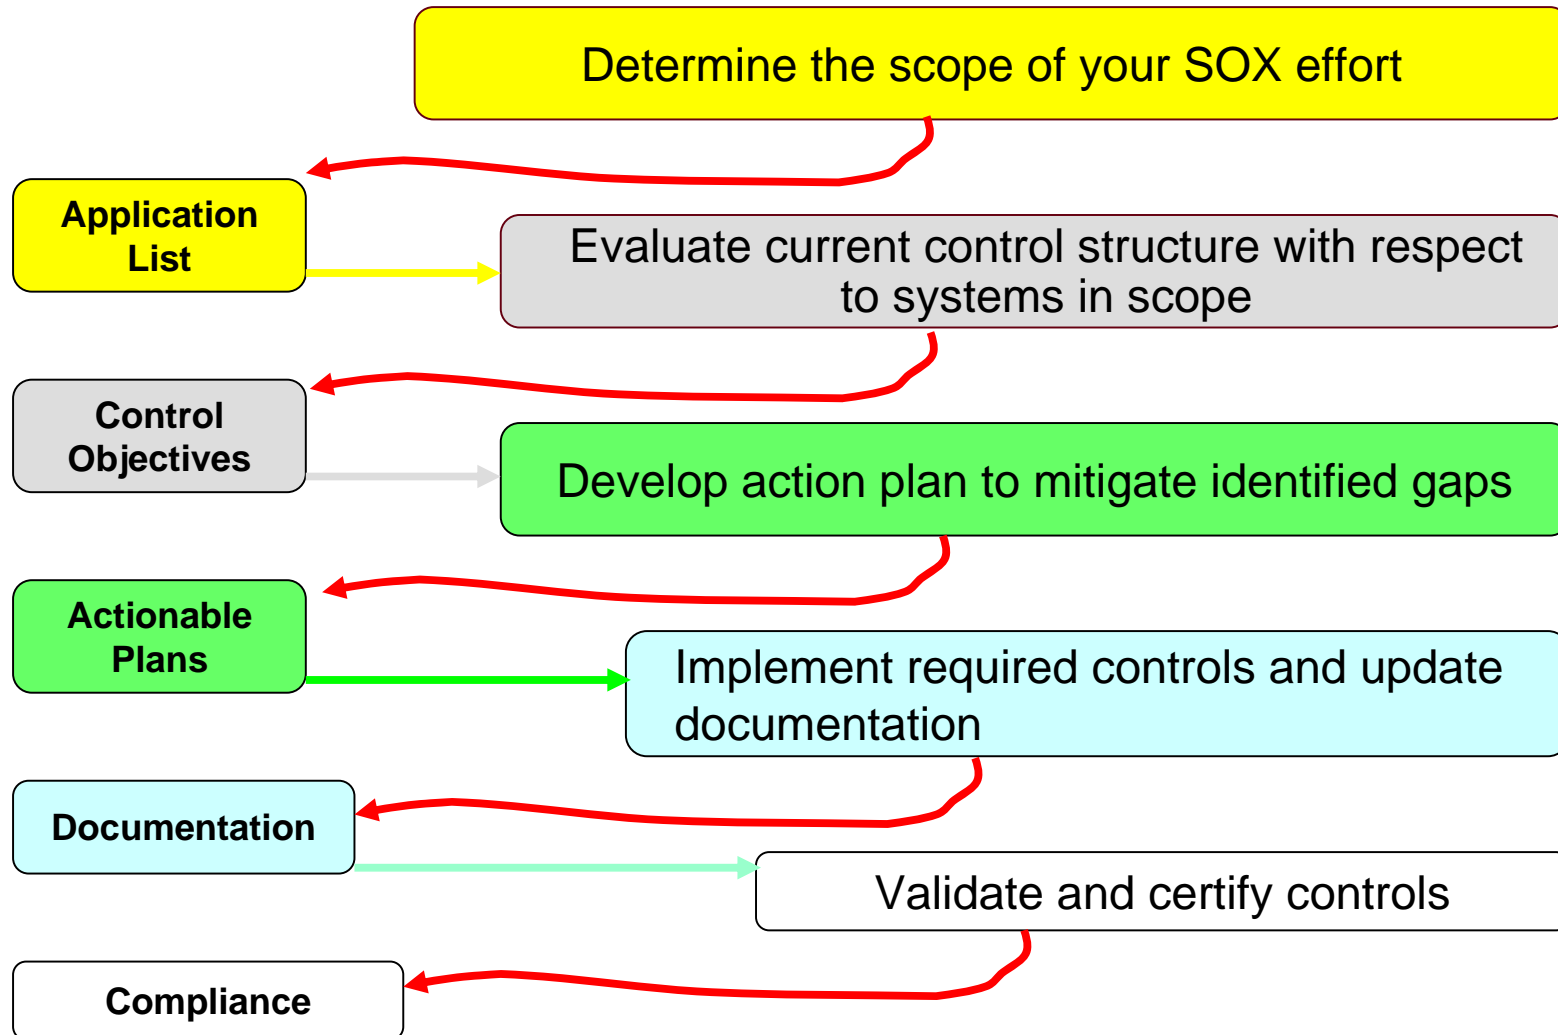 Determine the scope of your SOX effort
Application
List
Evaluate current control structure with respect
to systems in scope
Control
Objectives
Develop action plan to mitigate identified gaps
Actionable
Plans
Implement required controls and update
documentation
Documentation
Validate and certify controls
Compliance